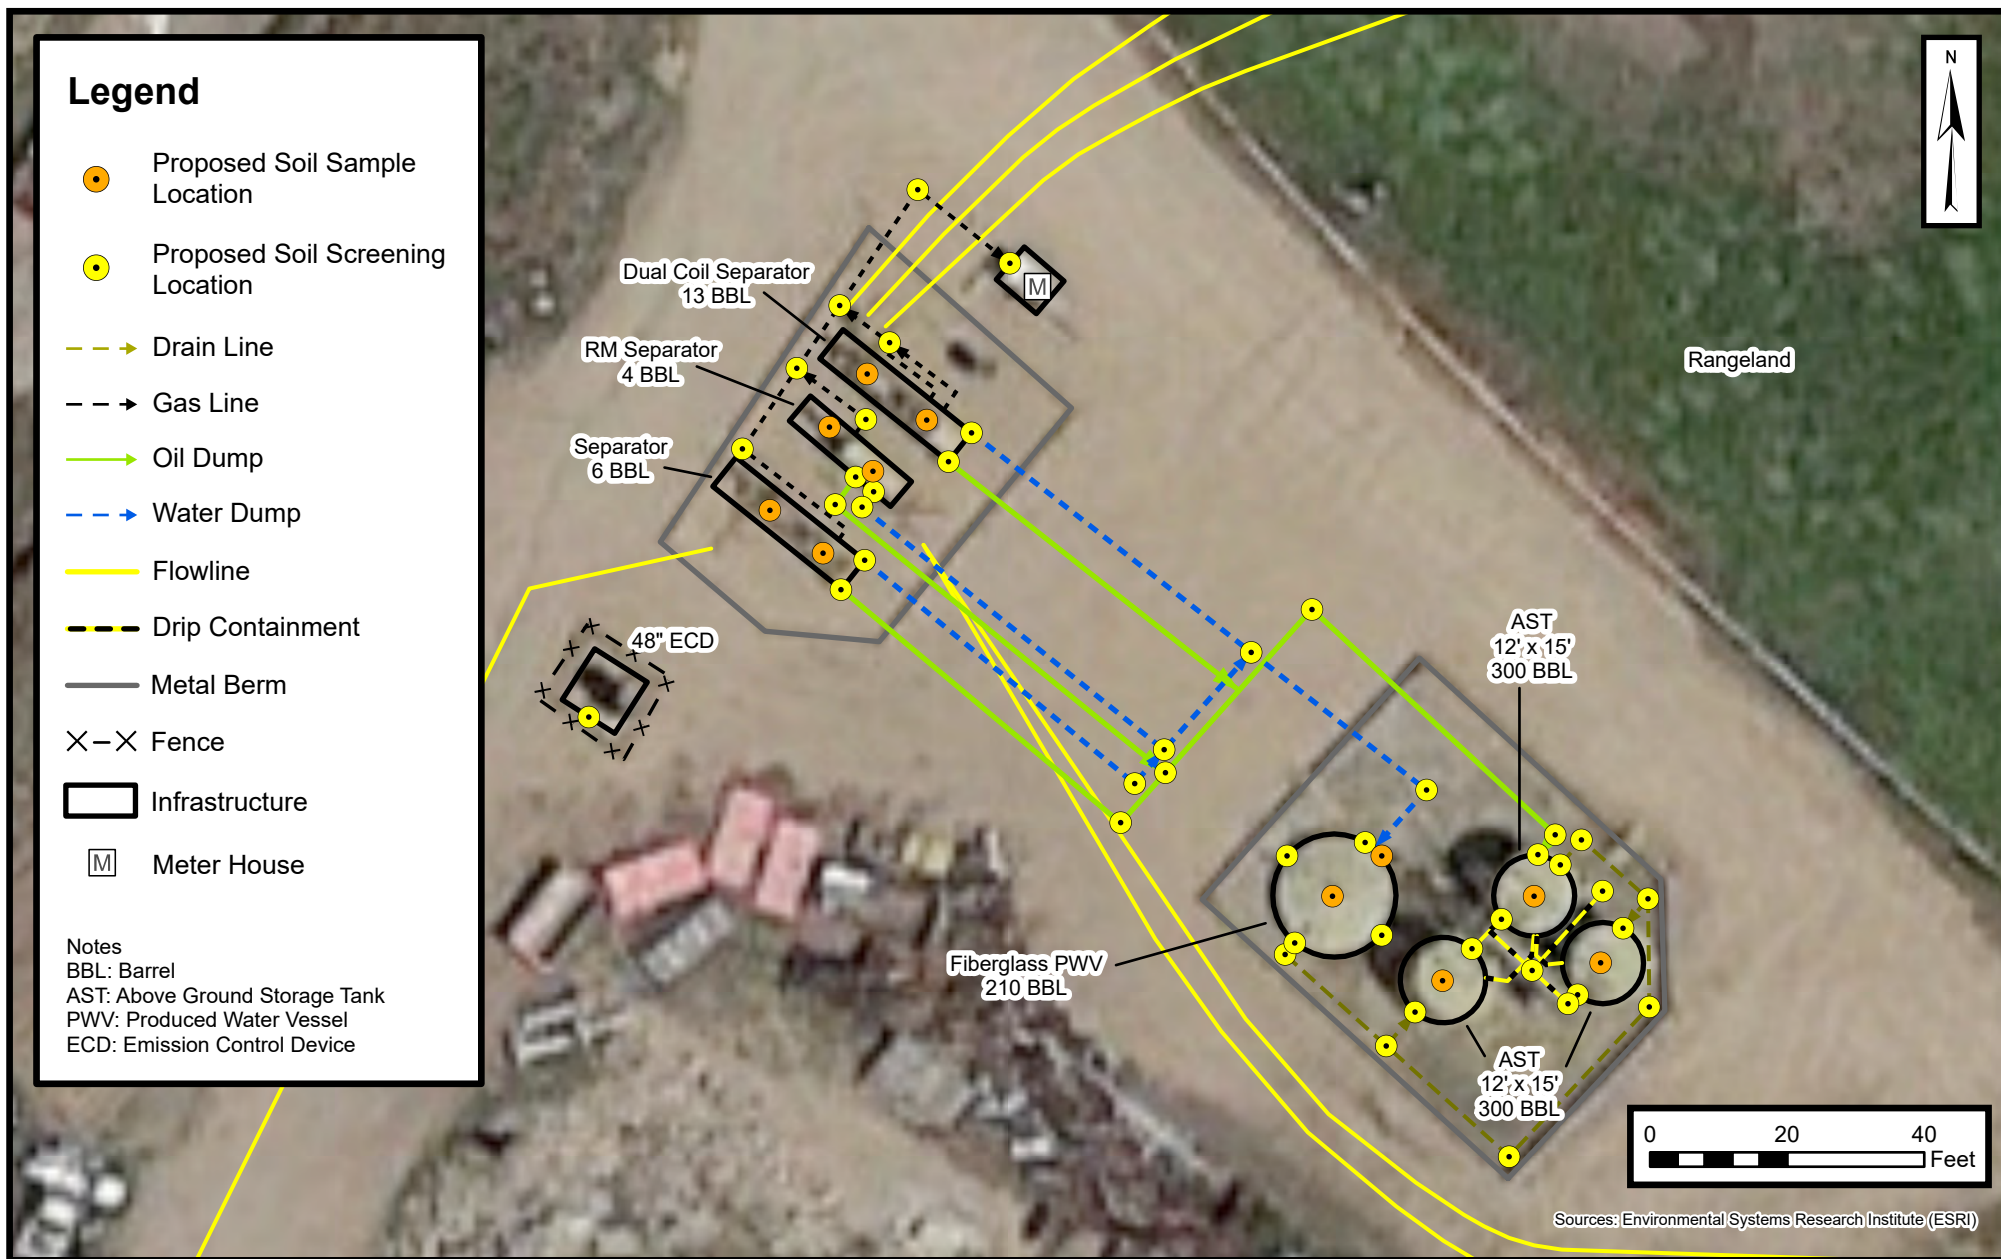 Legend
Proposed Soil Sample
Location
Proposed Soil Screening
Location
Drain Line
Gas Line
Oil Dump
Water Dump
Flowline
Drip Containment
Metal Berm
Fence
Infrastructure
M
Meter House
Notes
BBL: Barrel
AST: Above Ground Storage Tank
PWV: Produced Water Vessel
ECD: Emission Control Device
N
Dual Coil Separator
13 BBL
M
RM Separator
4 BBL
Rangeland
Separator
6 BBL
48" ECD
AST
12' x 15'
300 BBL
Fiberglass PWV
210 BBL
AST
12' x 15'
300 BBL
0 20 40
Feet
Sources: Environmental Systems Research Institute (ESRI)